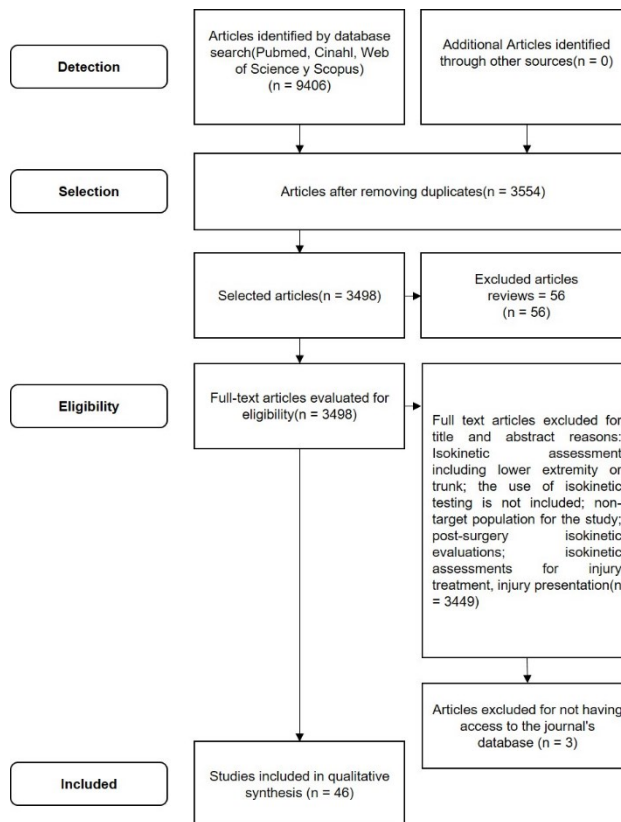 Detection
Articles identified by database
search(Pubmed, Cinahl, Web
of Science y Scopus)
(n = 9406)
Additional Articles identified
through other sources(n = 0)
Selection
Articles after removing duplicates(n = 3554)
Selected articles(n = 3498)
Excluded articles
reviews = 56
(n = 56)
Eligibility
Full-text articles evaluated for
eligibility(n = 3498)
Full text articles excluded for
title and abstract reasons:
Isokinetic assessment
including lower extremity or
trunk; the use of isokinetic
testing is not included; non-
target population for the study;
post-surgery isokinetic
evaluations; isokinetic
assessments for injury
treatment, injury presentation(n
= 3449)
Articles excluded for not having
access to the journal's
database (n = 3)
Included
Studies included in qualitative
synthesis (n = 46)